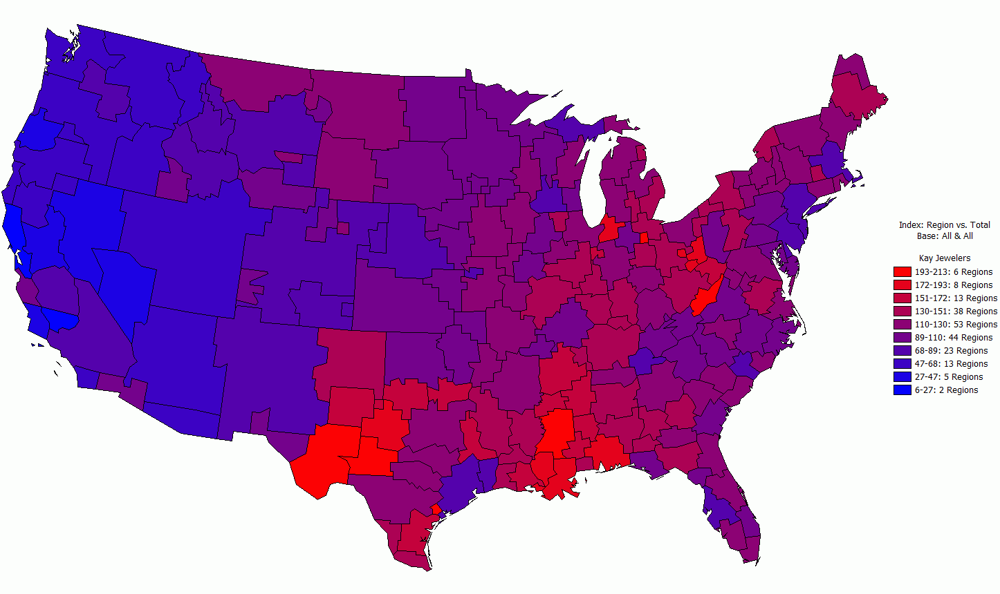 Index: Region vs. Total
Base: All & All
Kay Jewelers
193-213: 6 Regions
172-193: 8 Regions
151-172: 13 Regions
130-151: 38 Regions
110-130: 53 Regions
89-110: 44 Regions
68-89: 23 Regions
47-68: 13 Regions
27-47: 5 Regions
6-27: 2 Regions